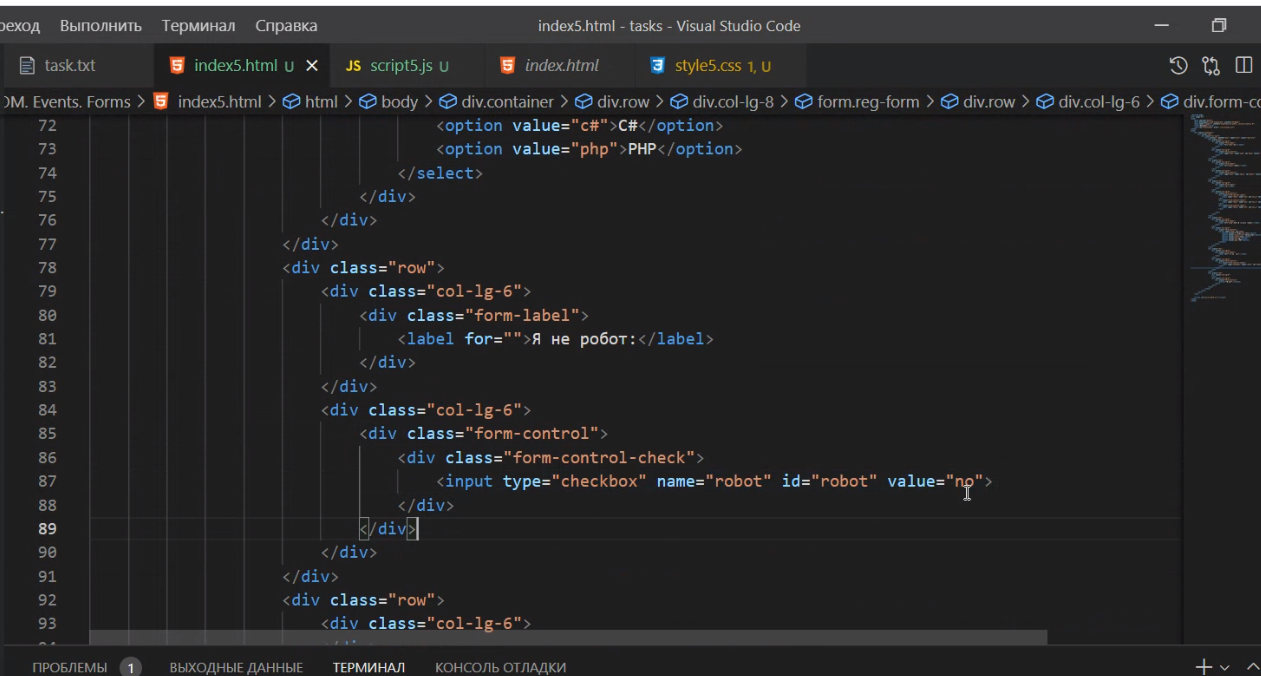 реход Выполнить Терминал Справка index5.html - tasks - Visual Studio Code
task.txt index5.html U JS script5.js U index.html style5.css 1, U
OM. Events. Forms > index5.html > html > body > div.container > div.row > div.col-lg-8 > form.reg-form > div.row > div.col-lg-6 > div.form-co
72 <option value="c#">C#</option>
73 <option value="php">PHP</option>
74 </select>
75 </div>
76 </div>
77 </div>
78 <div class="row">
79 <div class="col-lg-6">
80 <div class="form-label">
81 <label for="">Я не робот:</label>
82 </div>
83 </div>
84 <div class="col-lg-6">
85 <div class="form-control">
86 <div class="form-control-check">
87 <input type="checkbox" name="robot" id="robot" value="no">
88 </div>
89 </div>
90 </div>
91 </div>
92 <div class="row">
93 <div class="col-lg-6">
ПРОБЛЕМЫ 1 ВЫХОДНЫЕ ДАННЫЕ ТЕРМИНАЛ КОНСОЛЬ ОТЛАДКИ